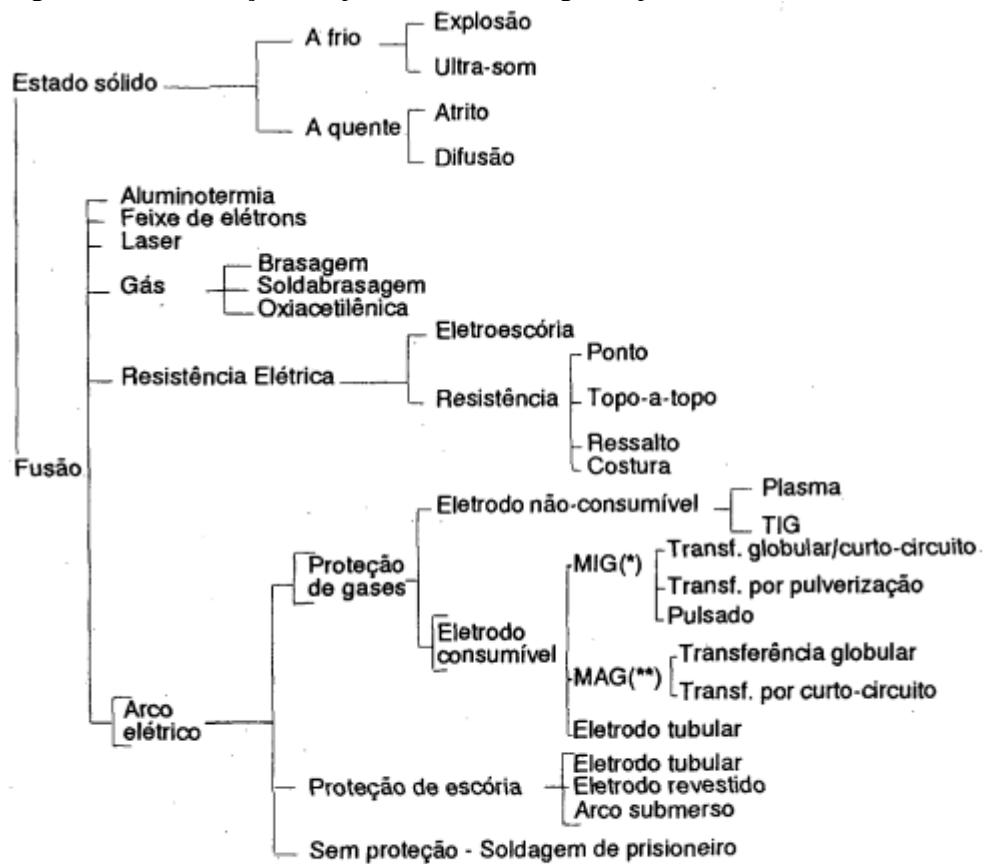 A frio
Explosão
Ultra-som
Estado sólido
A quente
Atrito
Difusão
Aluminotermia
Feixe de elétrons
Laser
Gás
Brasagem
Soldabrasagem
Oxiacetilênica
Resistência Elétrica
Eletroescória
Resistência
Ponto
Topo-a-topo
Ressalto
Costura
Fusão
Eletrodo não-consumível
Plasma
TIG
Proteção
de gases
MIG(*)
Transf. globular/curto-circuito
Transf. por pulverização
Pulsado
Eletrodo
consumível
MAG(**)
Transferência globular
Transf. por curto-circuito
Eletrodo tubular
Arco
elétrico
Proteção de escória
Eletrodo tubular
Eletrodo revestido
Arco submerso
Sem proteção - Soldagem de prisioneiro